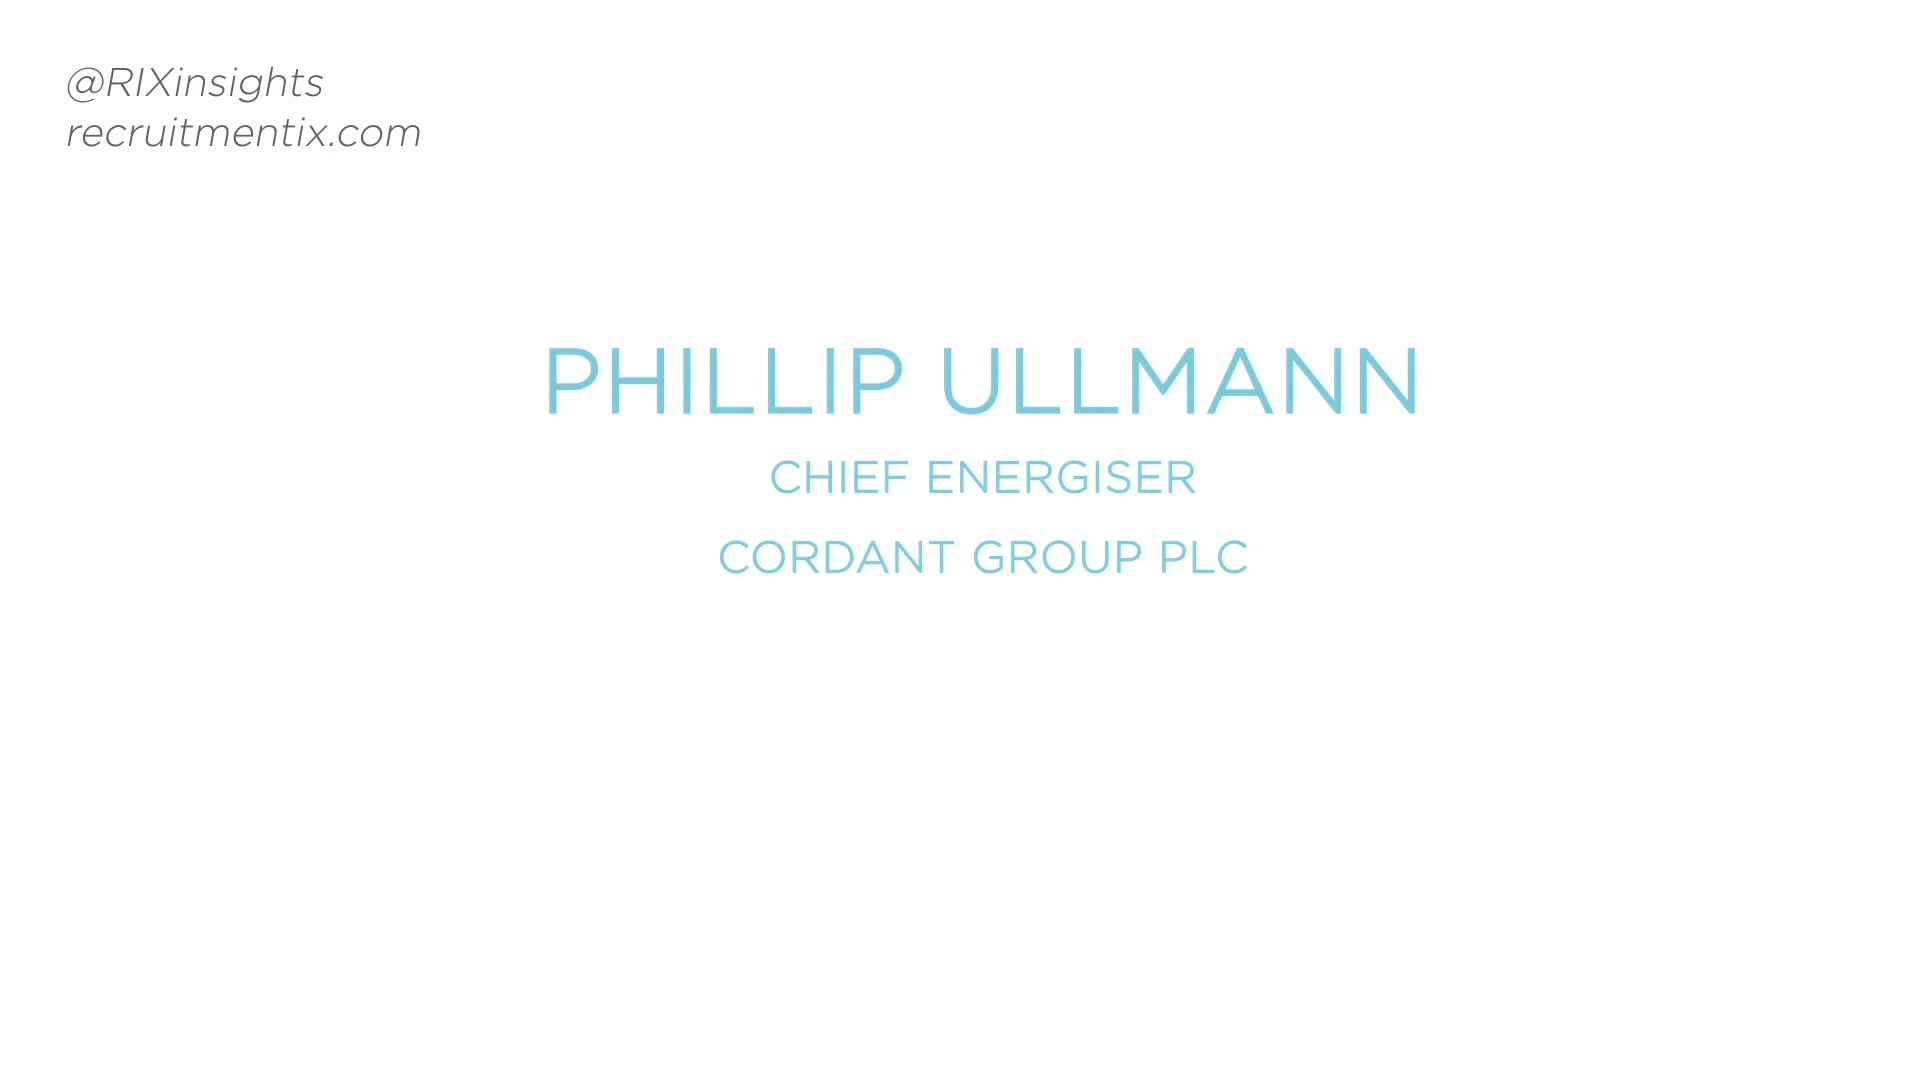 @RIXinsights
recruitmentix.com
PHILLIP ULLMANN
CHIEF ENERGISER
CORDANT GROUP PLC